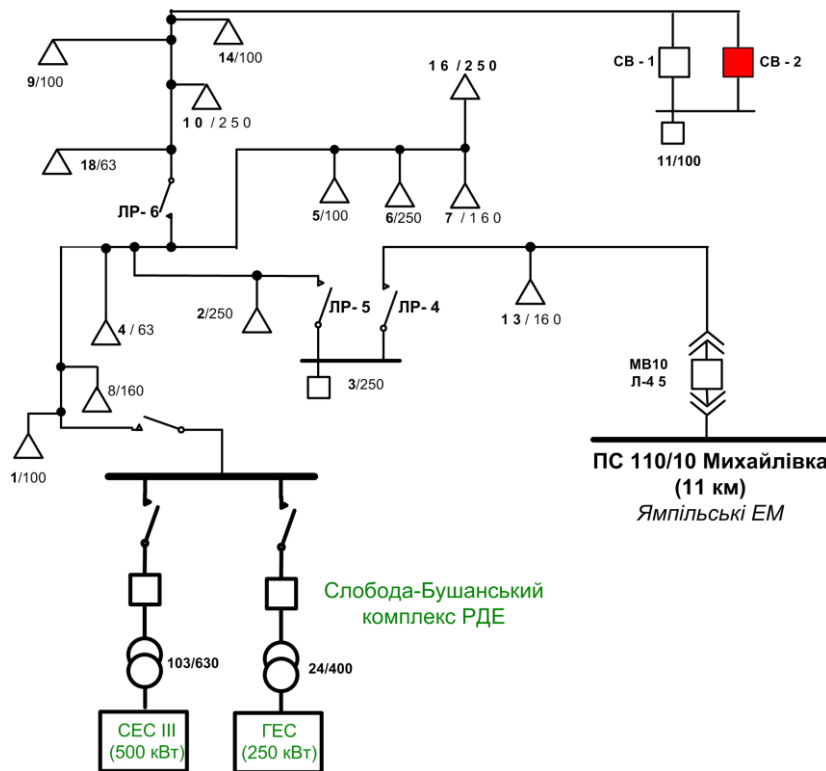 14/100
9/100
СВ - 1
СВ - 2
1 6 / 2 5 0
1 0 / 2 5 0
11/100
18/63
ЛР- 6
5/100
6/250
7 / 1 6 0
2/250
ЛР- 5
ЛР- 4
1 3 / 16 0
4 / 63
МВ10
Л-4 5
3/250
8/160
1/100
ПС 110/10 Михайлівка
(11 км)
Ямпільські ЕМ
Слобода-Бушанський
комплекс РДЕ
103/630
24/400
СЕС ІІІ
(500 кВт)
ГЕС
(250 кВт)